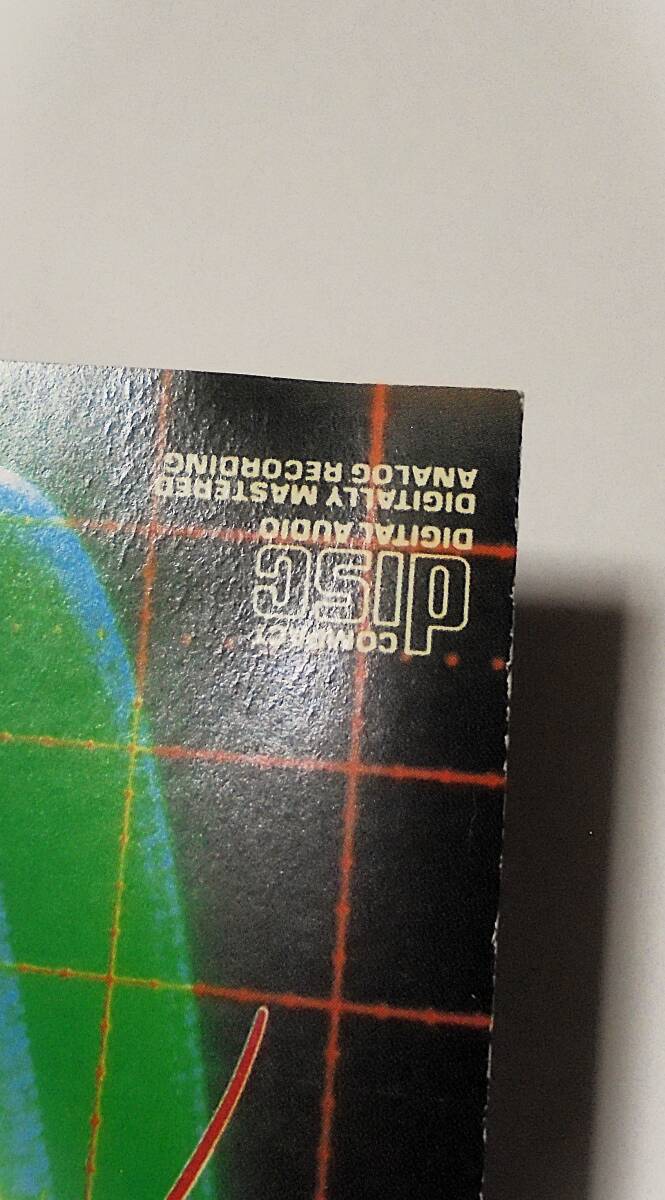 COMPACT
disc
DIGITAL AUDIO
DIGITALLY MASTERED
ANALOG RECORDING